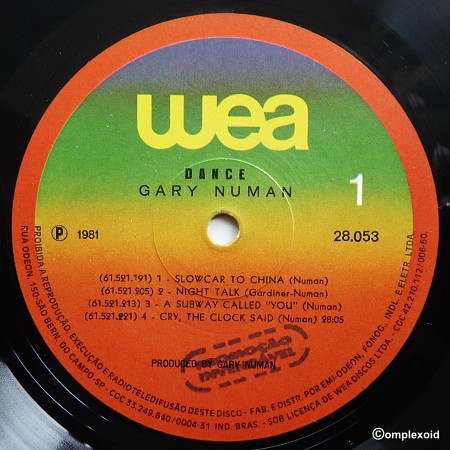 wea
DANCE
GARY NUMAN
1
℗ 1981
28.053
(61.521.191) 1 - SLOWCAR TO CHINA (Numan)
(61.521.205) 2 - NIGHT TALK (Gardiner-Numan)
(61.521.213) 3 - A SUBWAY CALLED "YOU" (Numan)
(61.521.221) 4 - CRY, THE CLOCK SAID (Numan) 28:05
PRODUCED BY GARY NUMAN
PROIBIDA A REPRODUÇÃO, EXECUÇÃO E RADIOTELEDIFUSÃO DESTE DISCO - FAB. E DISTR. POR EMI-ODEON, FONOG. INDL. E ELETR. LTDA.
RUA ODEON, 150-SÃO BERN. DO CAMPO-SP - CGC 33.249.640/0004-31 IND. BRAS. - SOB LICENÇA DE WEA DISCOS LTDA. - CGC 42.270.112/006-60.
©omplexoid